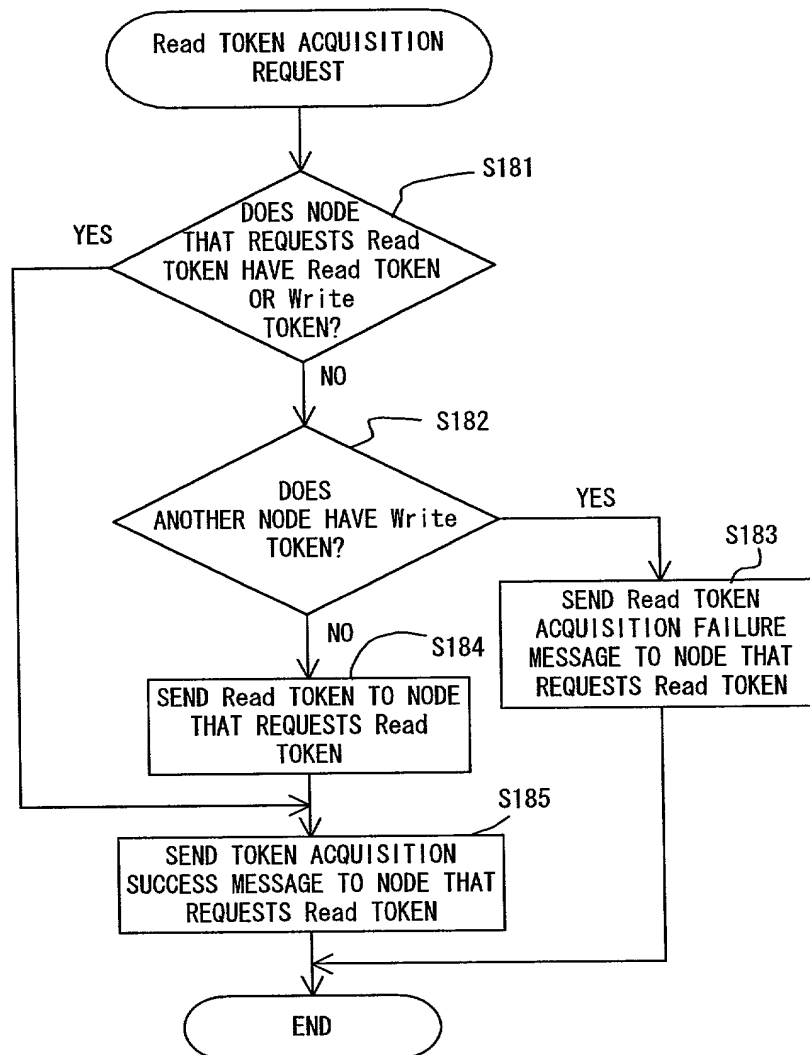 Read TOKEN ACQUISITION
REQUEST
S181
YES
DOES NODE
THAT REQUESTS Read
TOKEN HAVE Read TOKEN
OR Write
TOKEN?
NO
S182
DOES
ANOTHER NODE HAVE Write
TOKEN?
YES
S183
SEND Read TOKEN
ACQUISITION FAILURE
MESSAGE TO NODE THAT
REQUESTS Read TOKEN
NO
S184
SEND Read TOKEN TO NODE
THAT REQUESTS Read
TOKEN
S185
SEND TOKEN ACQUISITION
SUCCESS MESSAGE TO NODE THAT
REQUESTS Read TOKEN
END